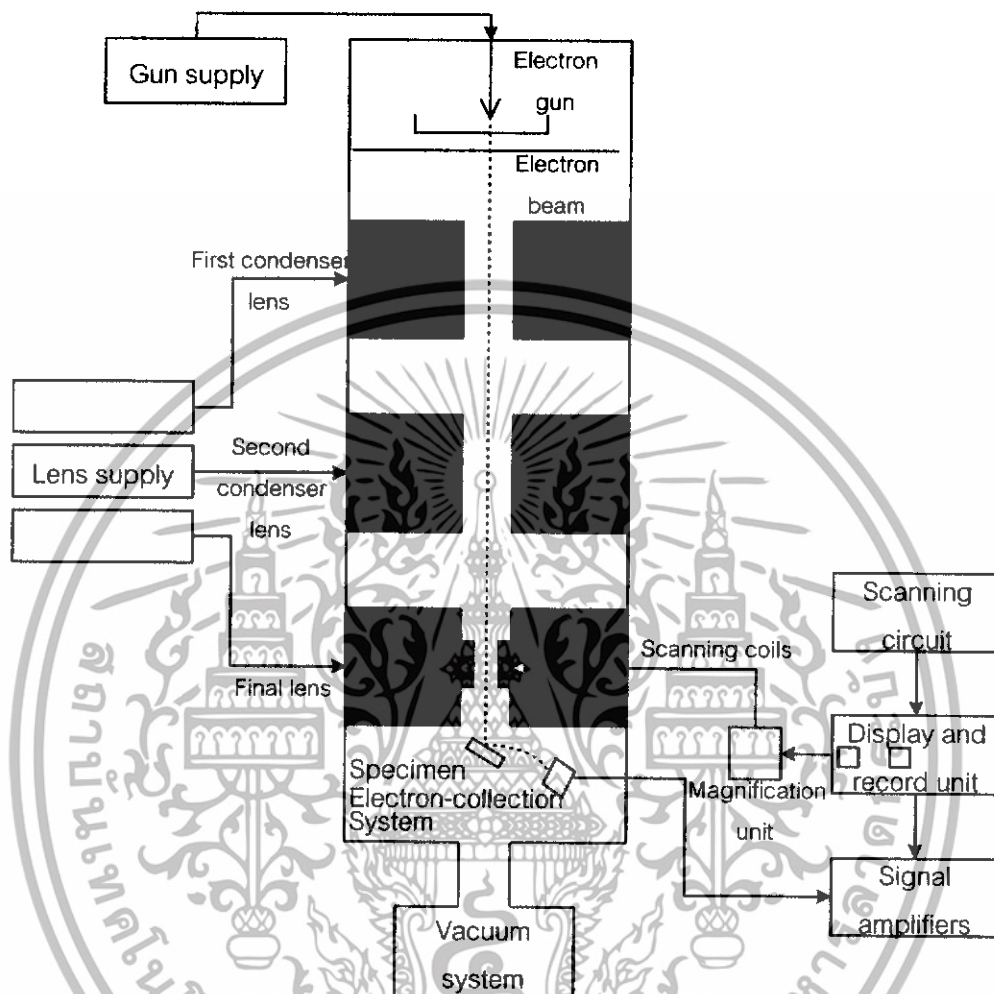 Electron
Gun supply
gun
Electron
beam
First condenser
lens
Second
Lens supply
condenser
lens
Scanning
circuit
Scanning coils
Final lens
Display and
record unit
Specimen
Electron-collection
System
Magnification
unit
Signal
amplifiers
Vacuum
system